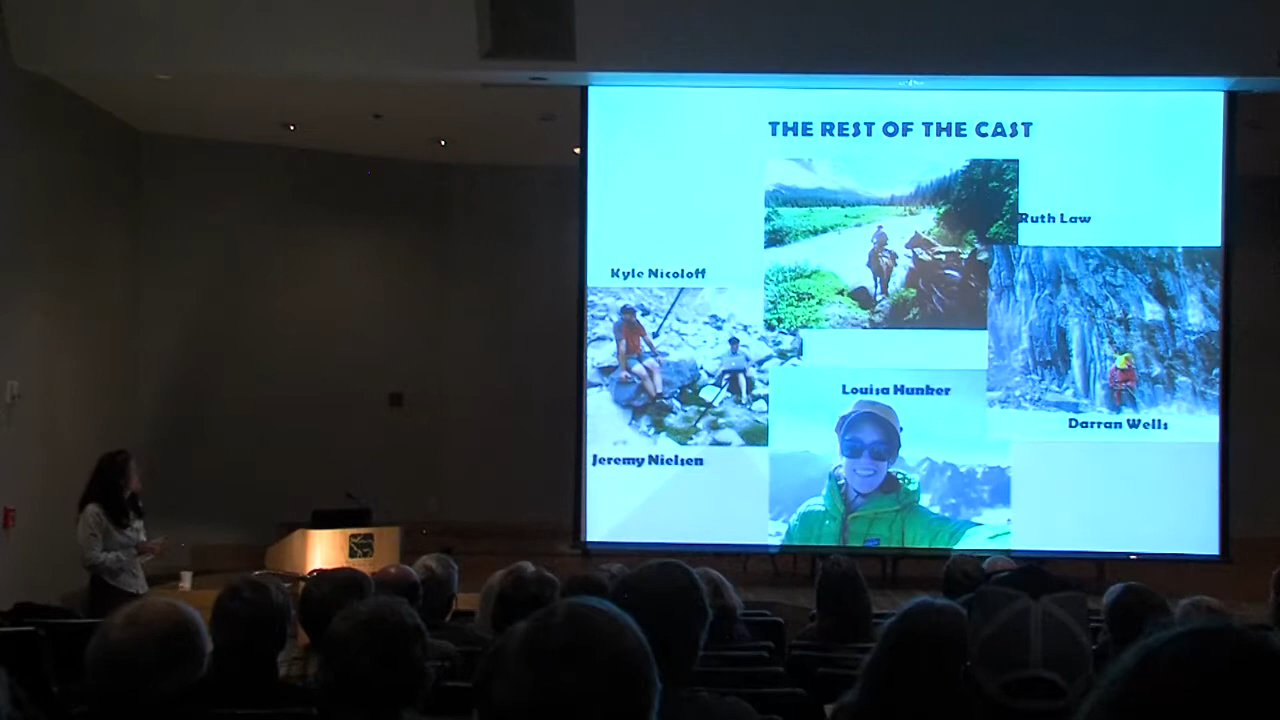 THE REST OF THE CAST
Ruth Law
Kyle Nicoloff
Louisa Hunker
Darran Wells
Jeremy Nielsen